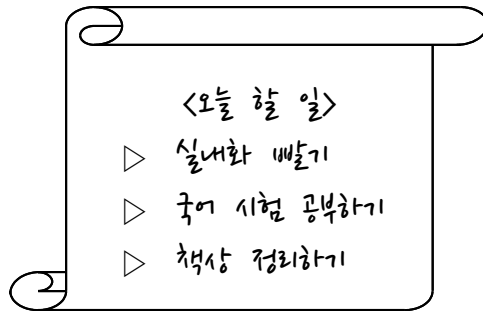 <오늘 할 일>
▷ 실내화 빨기
▷ 국어 시험 공부하기
▷ 책상 정리하기